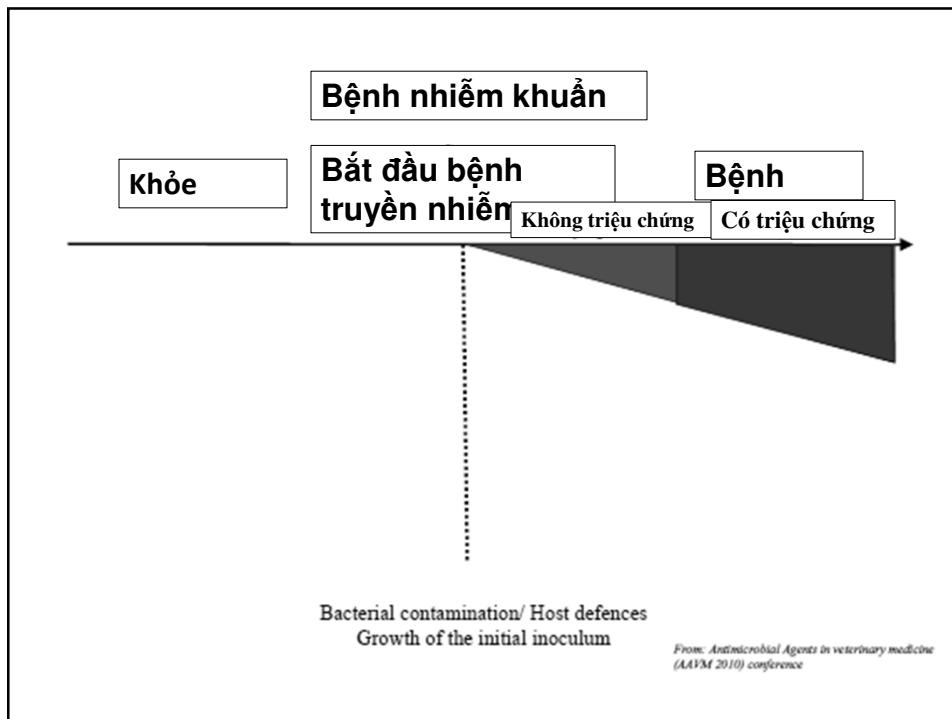 Bệnh nhiễm khuẩn
Khỏe
Bắt đầu bệnh
truyền nhiễm
Bệnh
Không triệu chứng
Có triệu chứng
Bacterial contamination/ Host defences
Growth of the initial inoculum
From: Antimicrobial Agents in veterinary medicine
(AAVM 2010) conference